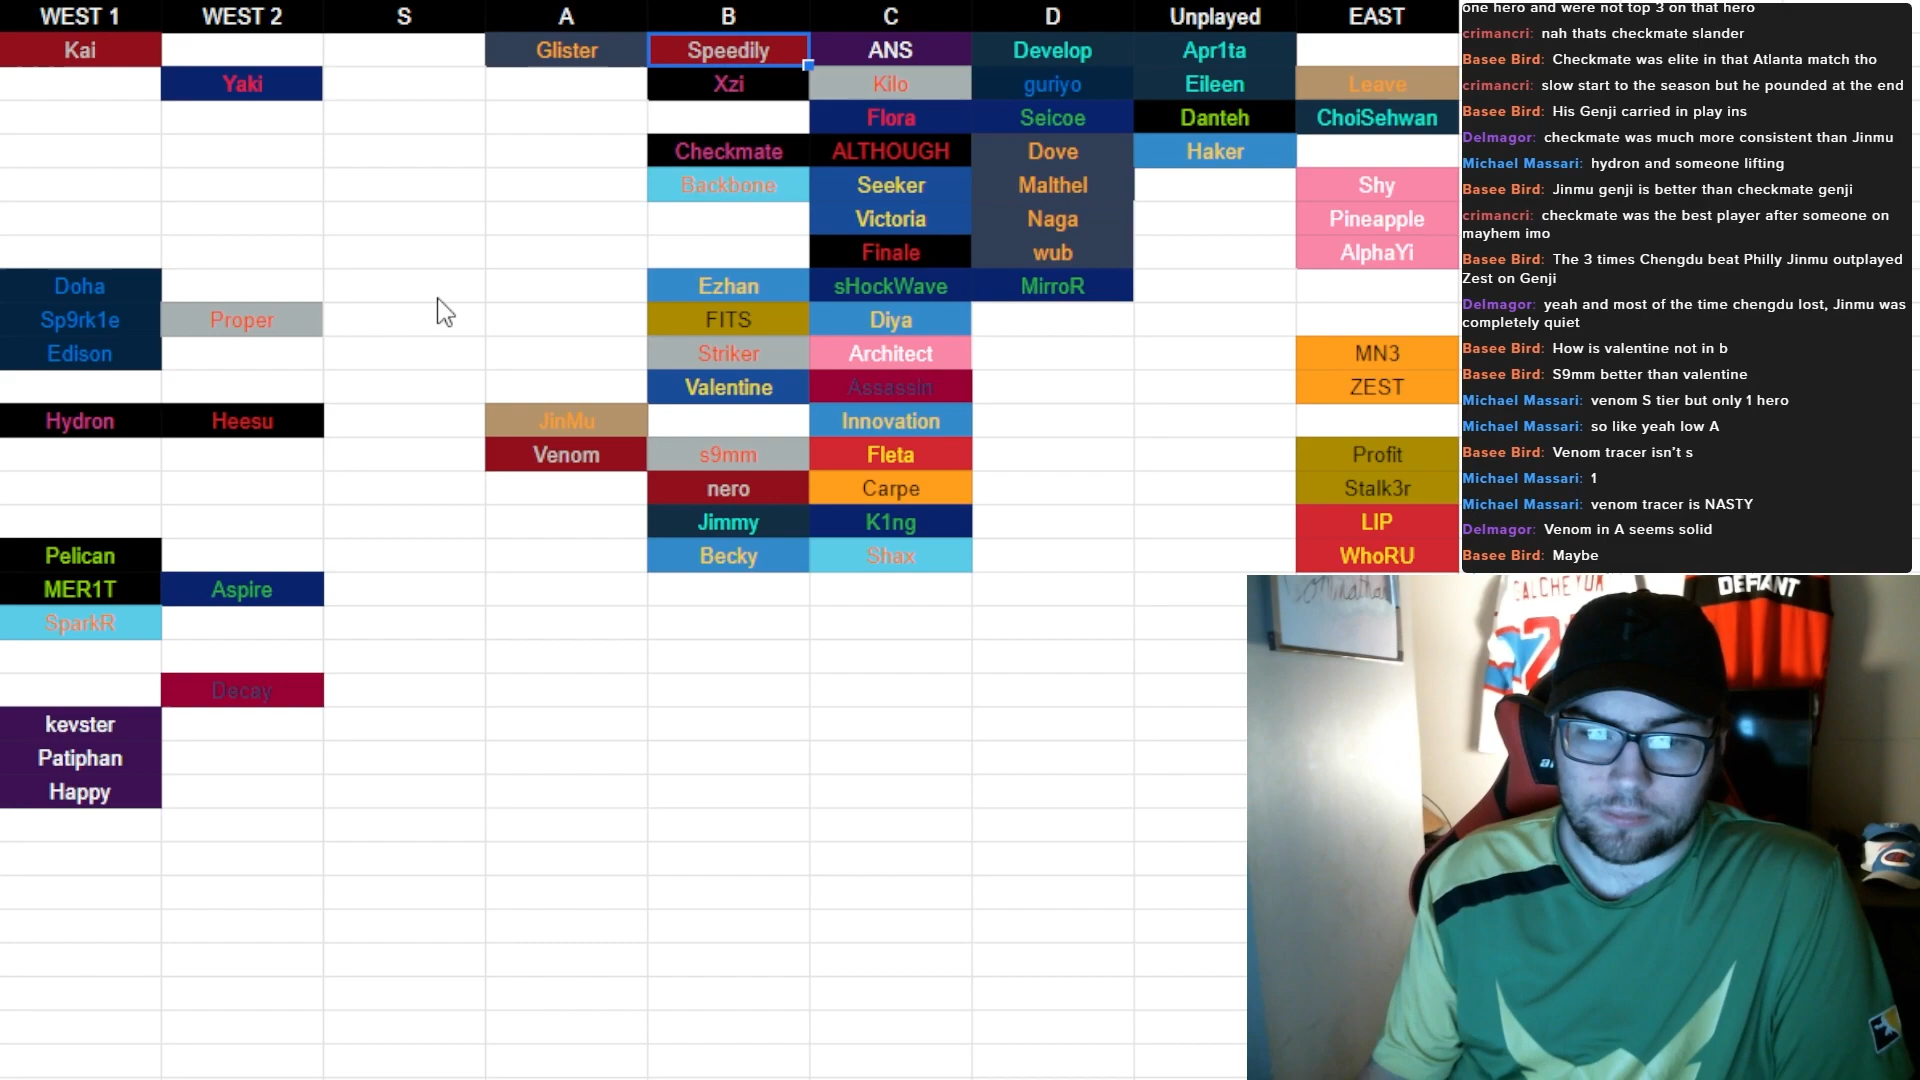 WEST 1 WEST 2 S A B C D Unplayed EAST
Kai Glister Speedily ANS Develop Apr1ta
Yaki Xzi Kilo guriyo Eileen Leave
Flora Seicoe Danteh ChoiSehwan
Checkmate ALTHOUGH Dove Haker
Backbone Seeker Malthel Shy
Victoria Naga Pineapple
Finale wub AlphaYi
Doha Ezhan sHockWave MirroR
Sp9rk1e Proper FITS Diya
Edison Striker Architect MN3
Valentine Assassin ZEST
Hydron Heesu JinMu Innovation
Venom s9mm Fleta Profit
nero Carpe Stalk3r
Jimmy K1ng LIP
Pelican Becky Shax WhoRU
MER1T Aspire
SparkR
Decay
kevster
Patiphan
Happy
one hero and were not top 3 on that hero
crimancri: nah thats checkmate slander
Basee Bird: Checkmate was elite in that Atlanta match tho
crimancri: slow start to the season but he pounded at the end
Basee Bird: His Genji carried in play ins
Delmagor: checkmate was much more consistent than Jinmu
Michael Massari: hydron and someone lifting
Basee Bird: Jinmu genji is better than checkmate genji
crimancri: checkmate was the best player after someone on
mayhem imo
Basee Bird: The 3 times Chengdu beat Philly Jinmu outplayed
Zest on Genji
Delmagor: yeah and most of the time chengdu lost, Jinmu was
completely quiet
Basee Bird: How is valentine not in b
Basee Bird: S9mm better than valentine
Michael Massari: venom S tier but only 1 hero
Michael Massari: so like yeah low A
Basee Bird: Venom tracer isn't s
Michael Massari: 1
Michael Massari: venom tracer is NASTY
Delmagor: Venom in A seems solid
Basee Bird: Maybe
DEFIANT